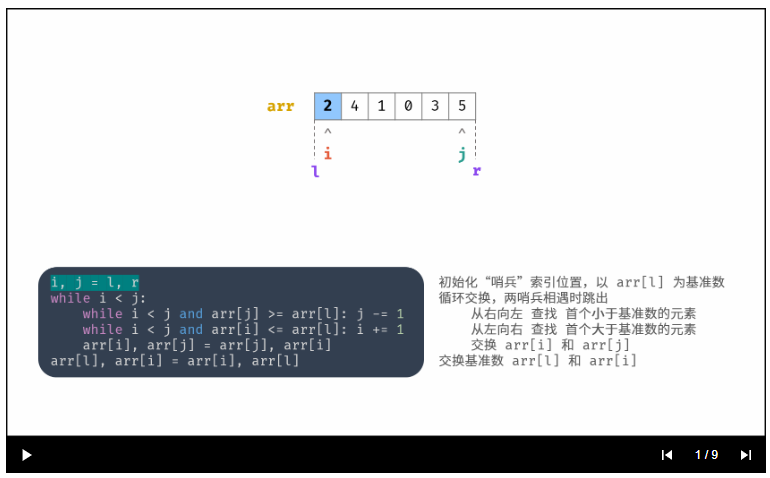 arr 2 4 1 0 3 5
^ ^
i j
l r
i, j = l, r
while i < j:
while i < j and arr[j] >= arr[l]: j -= 1
while i < j and arr[i] <= arr[l]: i += 1
arr[i], arr[j] = arr[j], arr[i]
arr[l], arr[i] = arr[i], arr[l]
初始化“哨兵”索引位置，以 arr[l] 为基准数
循环交换，两哨兵相遇时跳出
从右向左 查找 首个小于基准数的元素
从左向右 查找 首个大于基准数的元素
交换 arr[i] 和 arr[j]
交换基准数 arr[l] 和 arr[i]
1 / 9